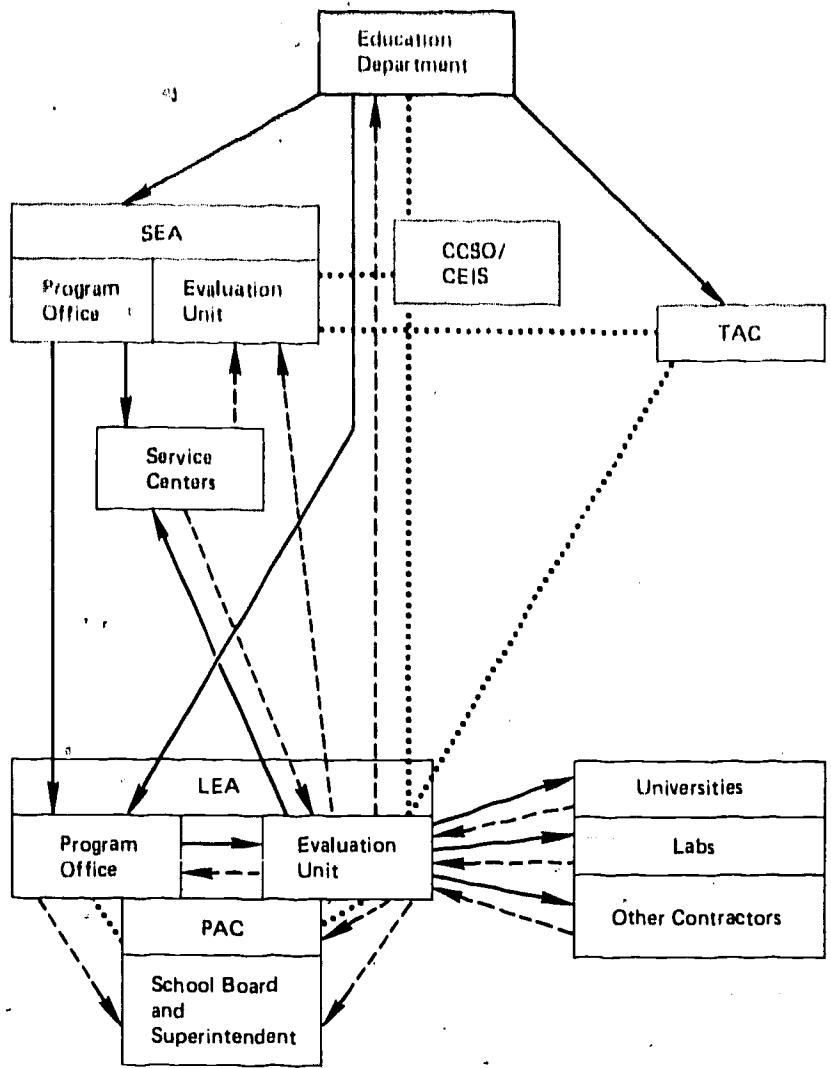 Education
Department
SEA
CCSO/
CEIS
Program
Office
Evaluation
Unit
TAC
Service
Centers
LEA
Program
Office
Evaluation
Unit
Universities
Labs
Other Contractors
PAC
School Board
and
Superintendent